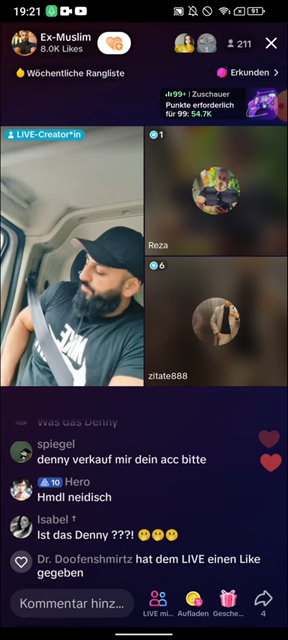 19:21
91
Ex-Muslim
8.0K Likes
211
Wöchentliche Rangliste
Erkunden
99+ | Zuschauer
Punkte erforderlich
für 99: 54.7K
LIVE-Creator*in
1
Reza
6
zitate888
Was das Denny
spiegel
denny verkauf mir dein acc bitte
10 Hero
Hmdl neidisch
Isabel †
Ist das Denny ???! 🤭🤭🤭
Dr. Doofenshmirtz hat dem LIVE einen Like
gegeben
Kommentar hinz...
LIVE mi...
Aufladen
Gesche...
4